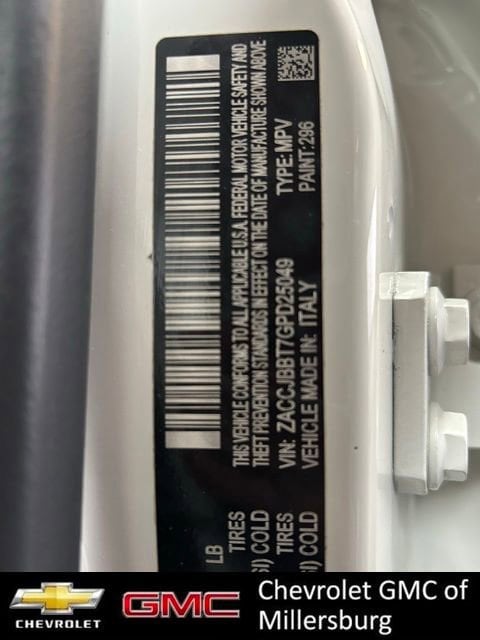 THIS VEHICLE CONFORMS TO ALL APPLICABLE U.S.A. FEDERAL MOTOR VEHICLE SAFETY AND
THEFT PREVENTION STANDARDS IN EFFECT ON THE DATE OF MANUFACTURE SHOWN ABOVE.
VIN: ZACCJBBT7GPD25049 TYPE: MPV
VEHICLE MADE IN: ITALY PAINT: 296
LB
TIRES
SI) COLD
TIRES
SI) COLD
CHEVROLET
GMC
Chevrolet GMC of
Millersburg